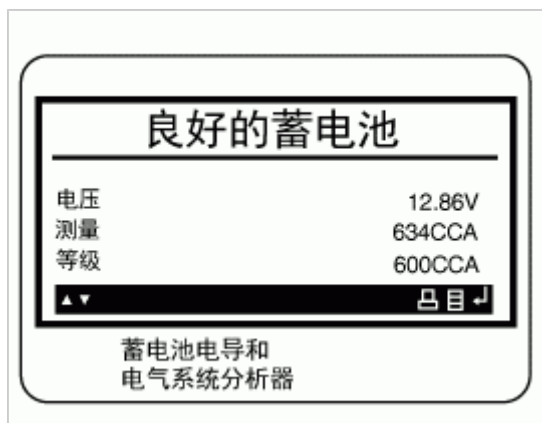 良好的蓄电池
电压 12.86V
测量 634CCA
等级 600CCA
蓄电池电导和
电气系统分析器